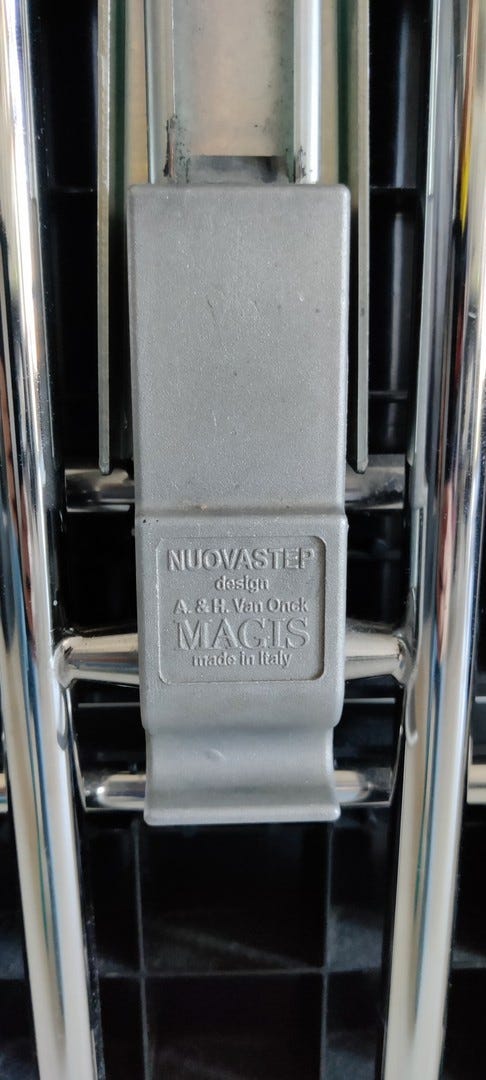 NUOVASTEP
design
A. & H. Van Onck
MAGIS
made in Italy